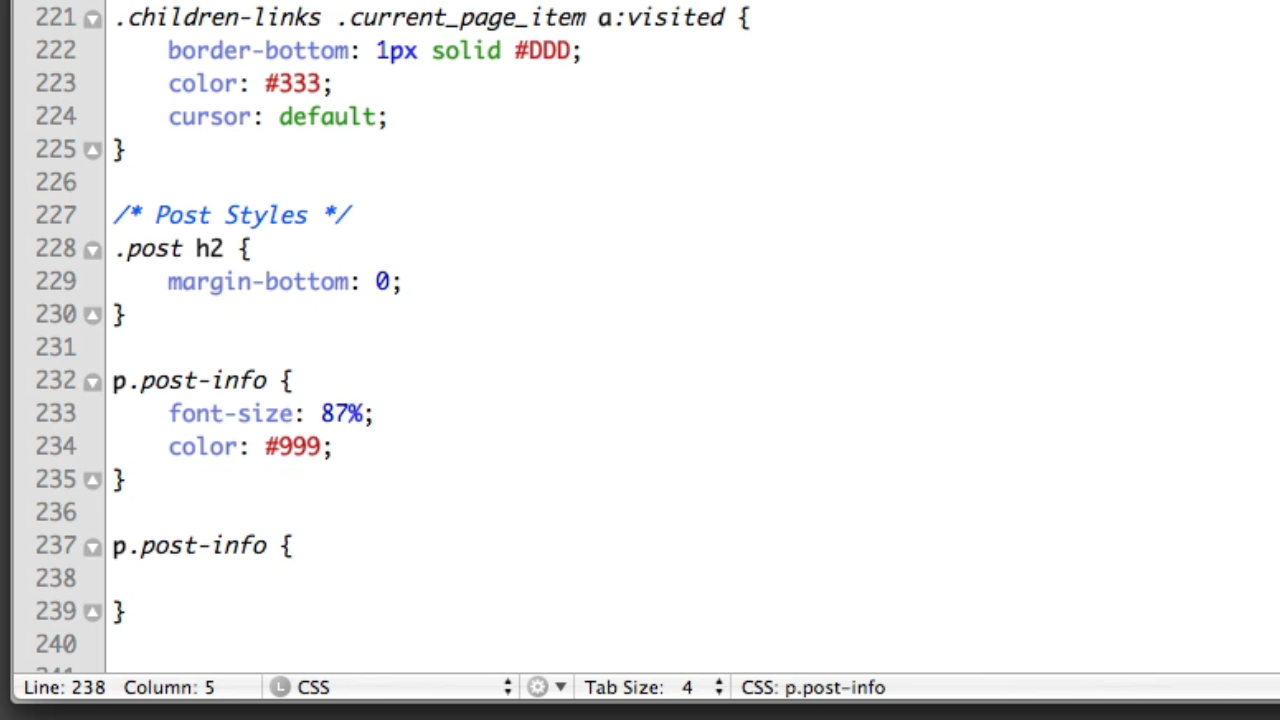 221 .children-links .current_page_item a:visited {
222 border-bottom: 1px solid #DDD;
223 color: #333;
224 cursor: default;
225 }
226
227 /* Post Styles */
228 .post h2 {
229 margin-bottom: 0;
230 }
231
232 p.post-info {
233 font-size: 87%;
234 color: #999;
235 }
236
237 p.post-info {
238
239 }
240
Line: 238 Column: 5 L CSS Tab Size: 4 CSS: p.post-info